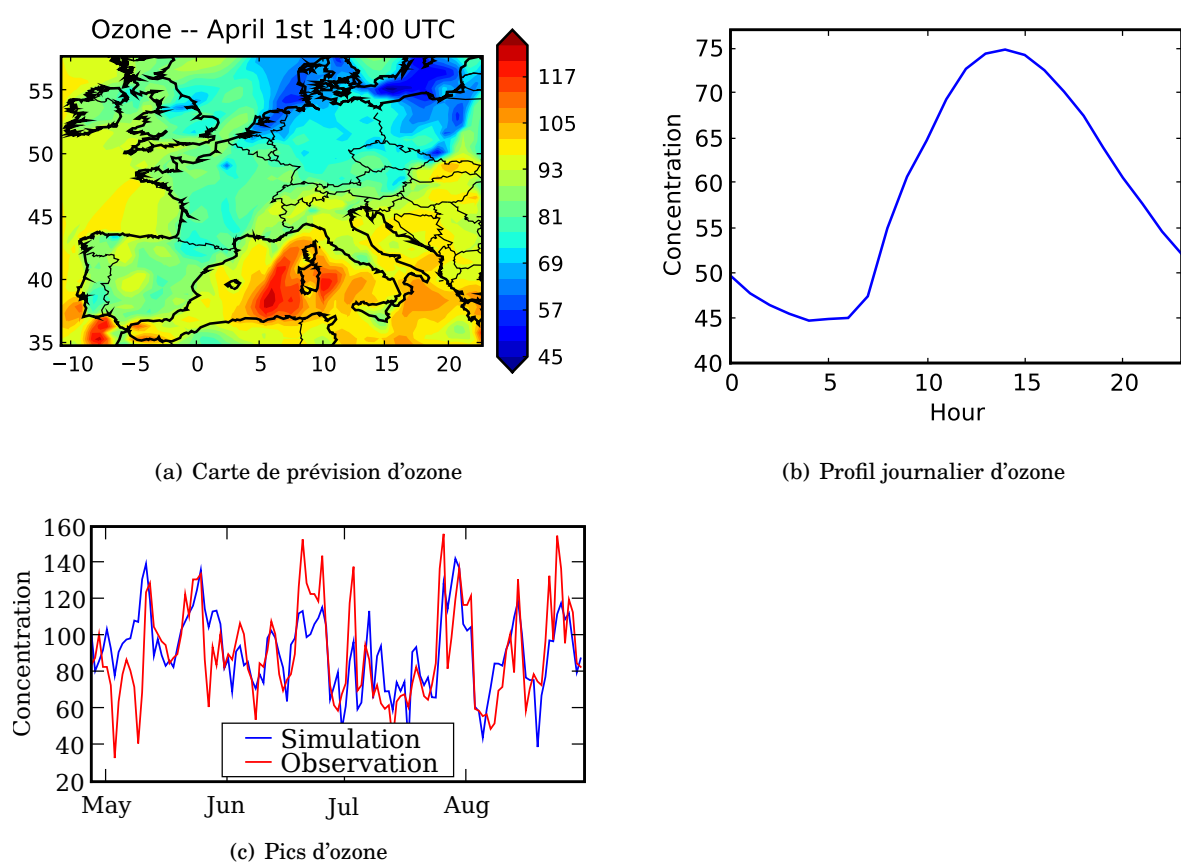 Ozone -- April 1st 14:00 UTC
55
50
45
40
35
−10 −5 0 5 10 15 20
117
105
93
81
69
57
45
(a) Carte de prévision d'ozone
75
70
65
60
55
50
45
40
Concentration
0 5 10 15 20
Hour
(b) Profil journalier d'ozone
160
140
120
100
80
60
40
20
Concentration
Simulation
Observation
May Jun Jul Aug
(c) Pics d'ozone